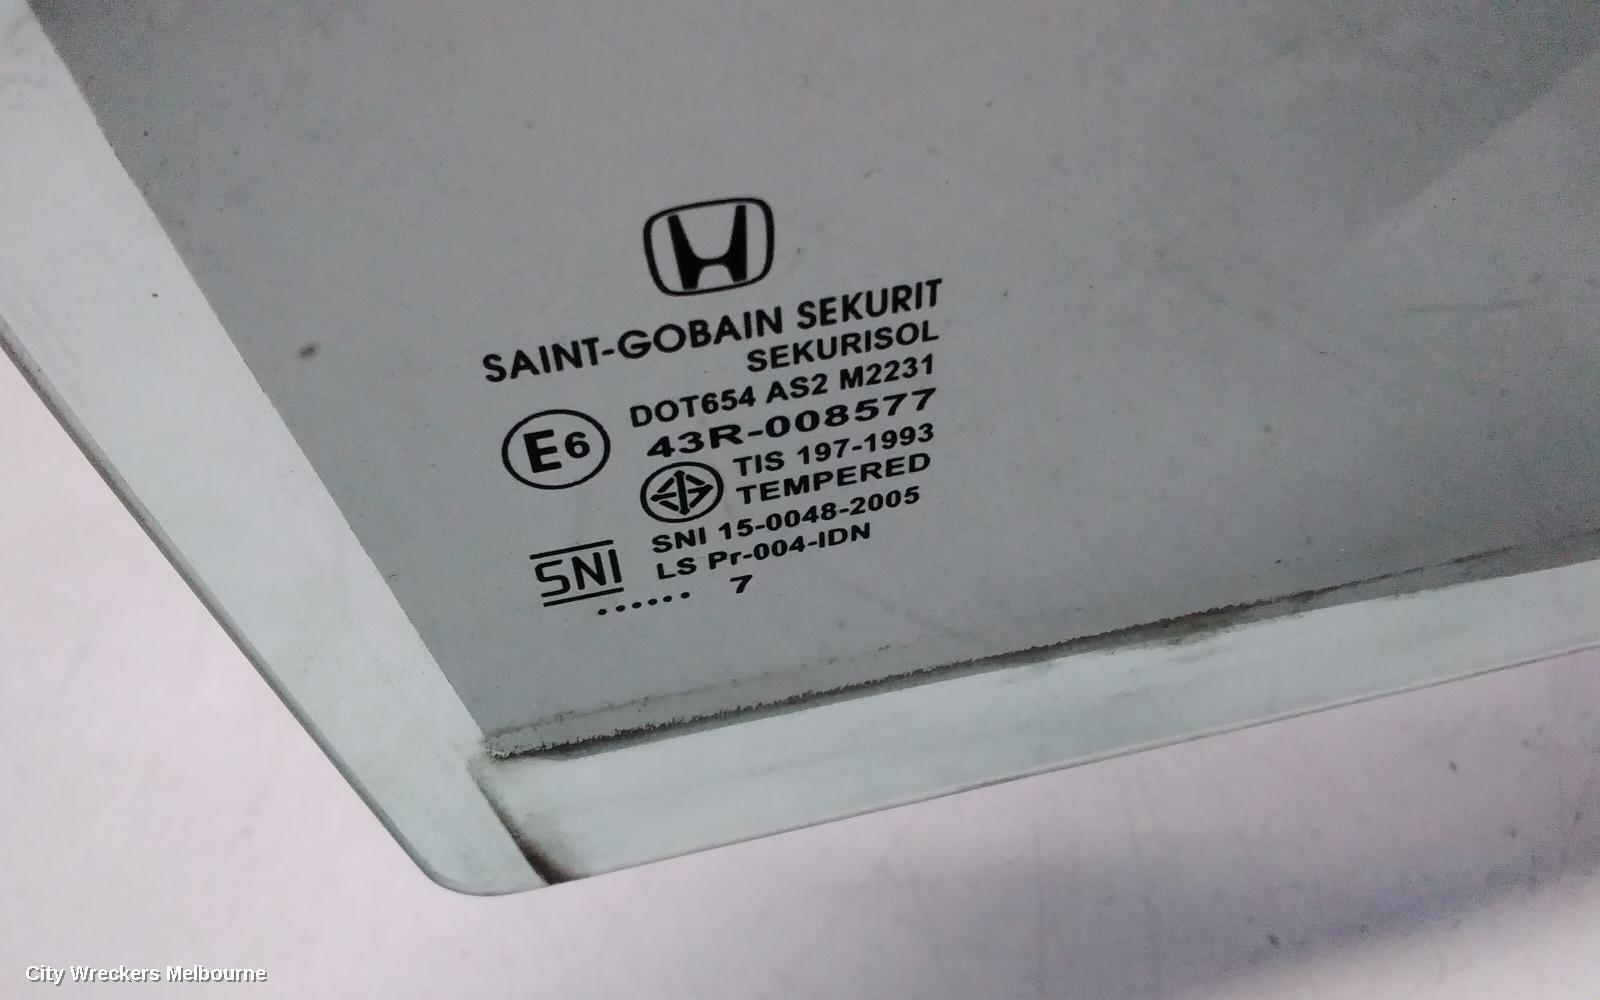 SAINT-GOBAIN SEKURIT
SEKURISOL
DOT654 AS2 M2231
E6 43R-008577
TIS 197-1993
TEMPERED
SNI 15-0048-2005
SNI LS Pr-004-IDN
...... 7
City Wreckers Melbourne